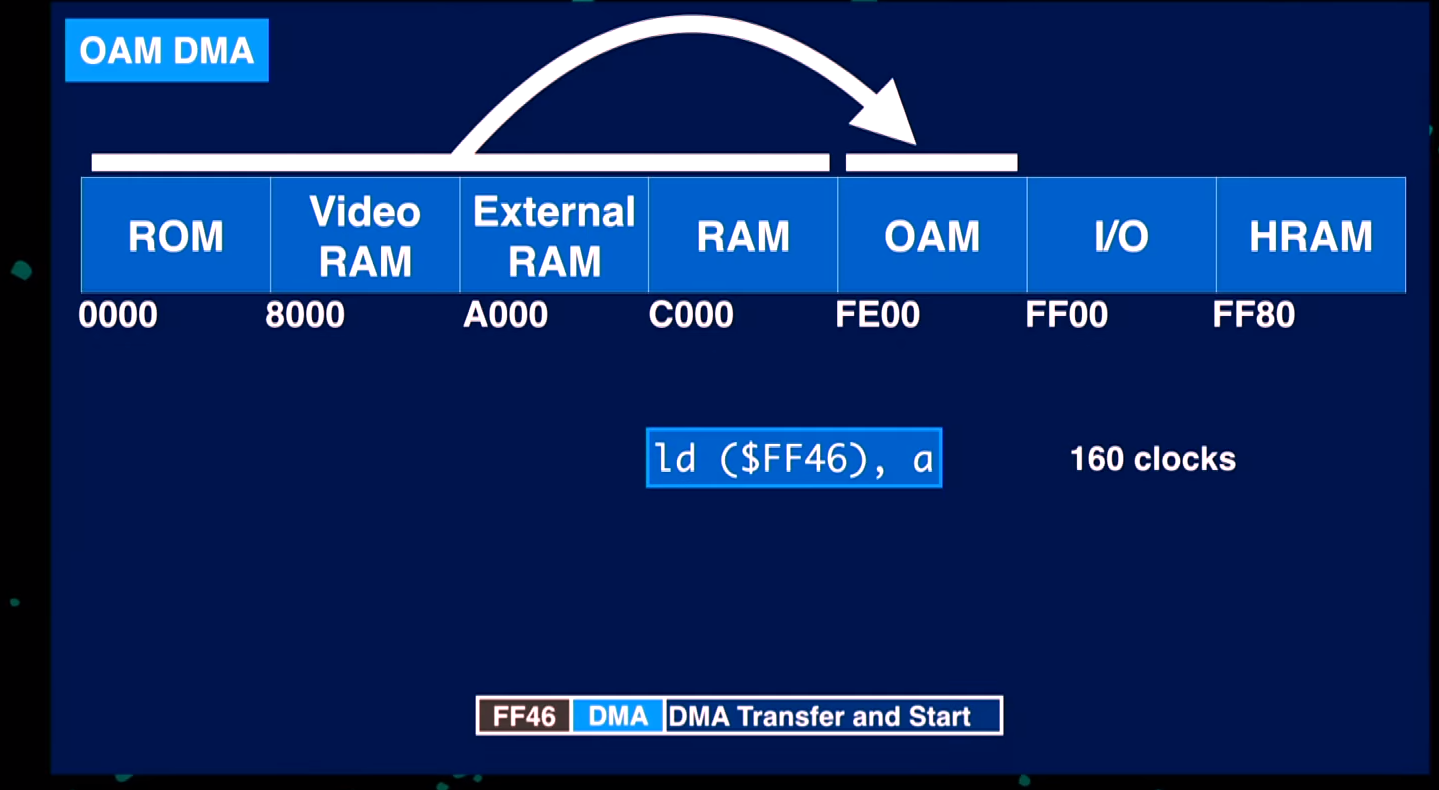 OAM DMA
ROM
Video
RAM
External
RAM
RAM
OAM
I/O
HRAM
0000 8000 A000 C000 FE00 FF00 FF80
ld ($FF46), a 160 clocks
FF46 DMA DMA Transfer and Start